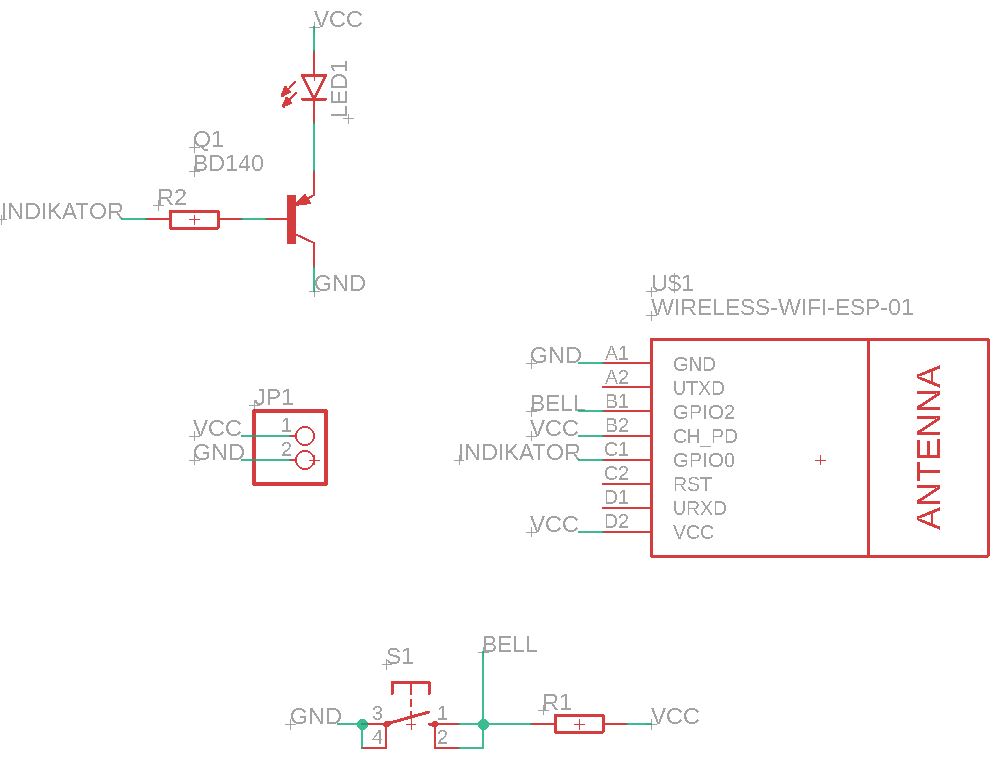 VCC
LED1
Q1
BD140
R2
INDIKATOR
GND
U$1
WIRELESS-WIFI-ESP-01
GND A1 GND
A2 UTXD
BELL B1 GPIO2
VCC B2 CH_PD
INDIKATOR C1 GPIO0
C2 RST
D1 URXD
VCC D2 VCC
ANTENNA
JP1
VCC 1
GND 2
BELL
S1
GND 3 1 R1 VCC
4 2